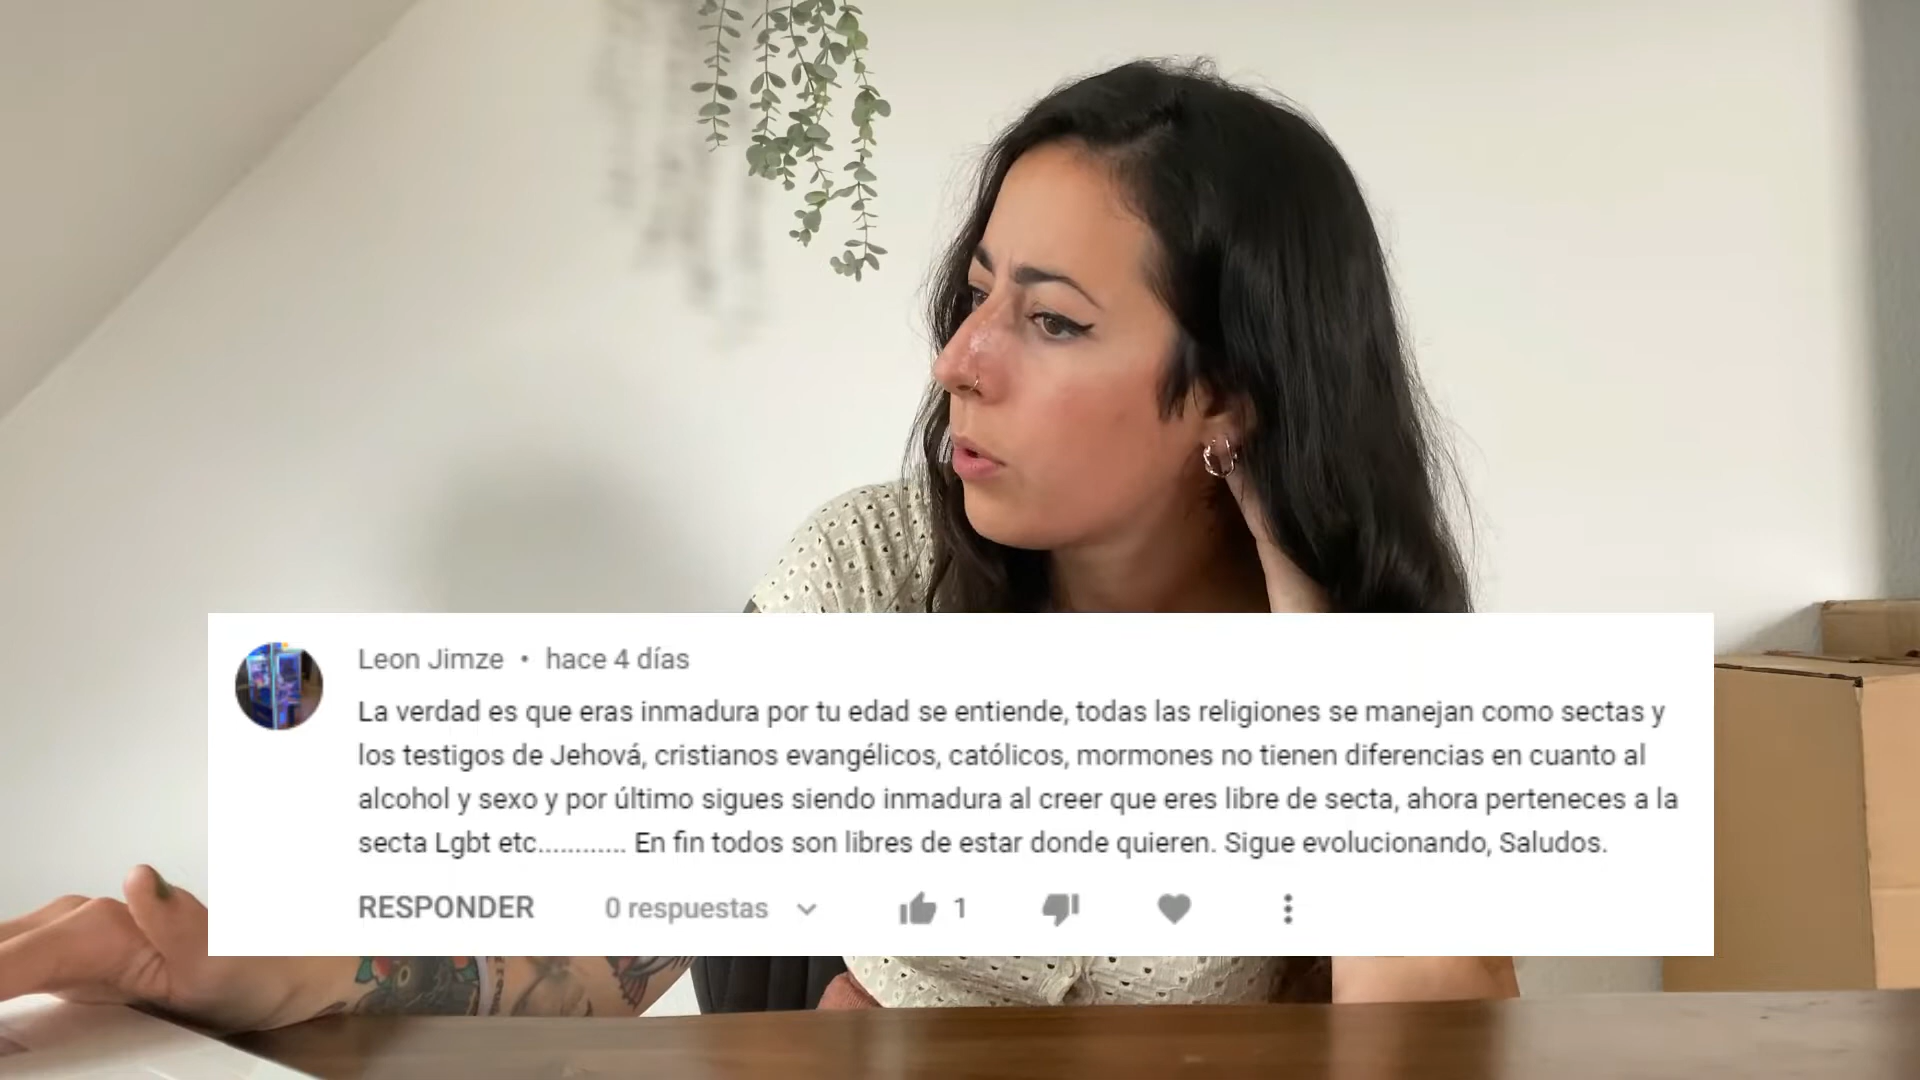 Leon Jimze • hace 4 días
La verdad es que eras inmadura por tu edad se entiende, todas las religiones se manejan como sectas y
los testigos de Jehová, cristianos evangélicos, católicos, mormones no tienen diferencias en cuanto al
alcohol y sexo y por último sigues siendo inmadura al creer que eres libre de secta, ahora perteneces a la
secta Lgbt etc............ En fin todos son libres de estar donde quieren. Sigue evolucionando, Saludos.
RESPONDER 0 respuestas 1